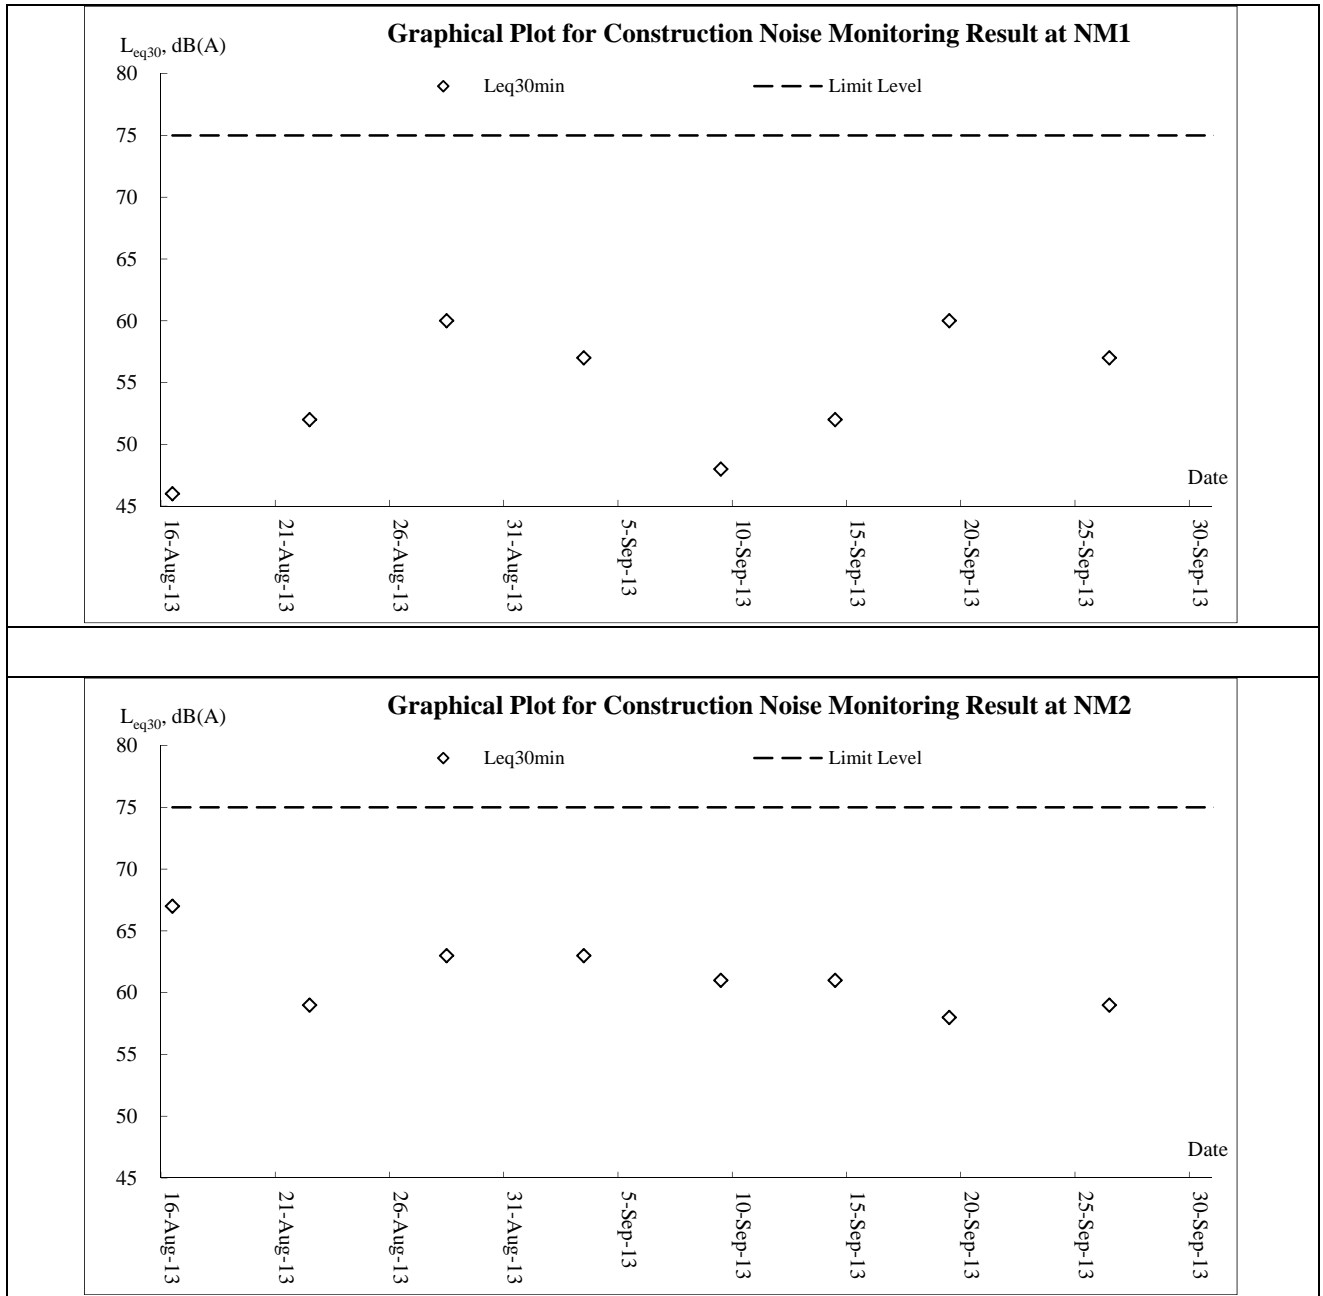 Graphical Plot for Construction Noise Monitoring Result at NM1
Leq30, dB(A)
Leq30min Limit Level
80
75
70
65
60
55
50
45
Date
16-Aug-13
21-Aug-13
26-Aug-13
31-Aug-13
5-Sep-13
10-Sep-13
15-Sep-13
20-Sep-13
25-Sep-13
30-Sep-13
Graphical Plot for Construction Noise Monitoring Result at NM2
Leq30, dB(A)
Leq30min Limit Level
80
75
70
65
60
55
50
45
Date
16-Aug-13
21-Aug-13
26-Aug-13
31-Aug-13
5-Sep-13
10-Sep-13
15-Sep-13
20-Sep-13
25-Sep-13
30-Sep-13